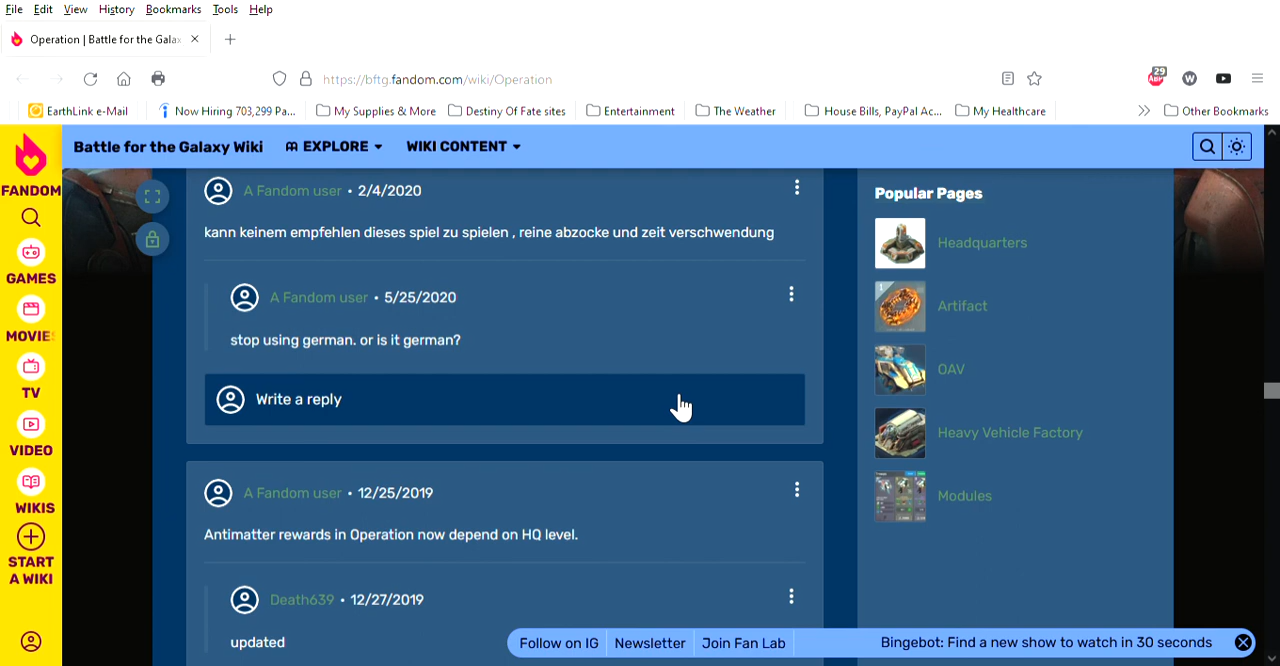 File Edit View History Bookmarks Tools Help
Operation | Battle for the Gala
https://bftg.fandom.com/wiki/Operation
29
ABP
W
EarthLink e-Mail
Now Hiring 703,299 Pa...
My Supplies & More
Destiny Of Fate sites
Entertainment
The Weather
House Bills, PayPal Ac...
My Healthcare
Other Bookmarks
FANDOM
GAMES
MOVIES
TV
VIDEO
WIKIS
START
A WIKI
Battle for the Galaxy Wiki
EXPLORE
WIKI CONTENT
A Fandom user • 2/4/2020
kann keinem empfehlen dieses spiel zu spielen , reine abzocke und zeit verschwendung
A Fandom user • 5/25/2020
stop using german. or is it german?
Write a reply
A Fandom user • 12/25/2019
Antimatter rewards in Operation now depend on HQ level.
Death639 • 12/27/2019
updated
Popular Pages
Headquarters
1
Artifact
OAV
Heavy Vehicle Factory
Modules
Follow on IG
Newsletter
Join Fan Lab
Bingebot: Find a new show to watch in 30 seconds